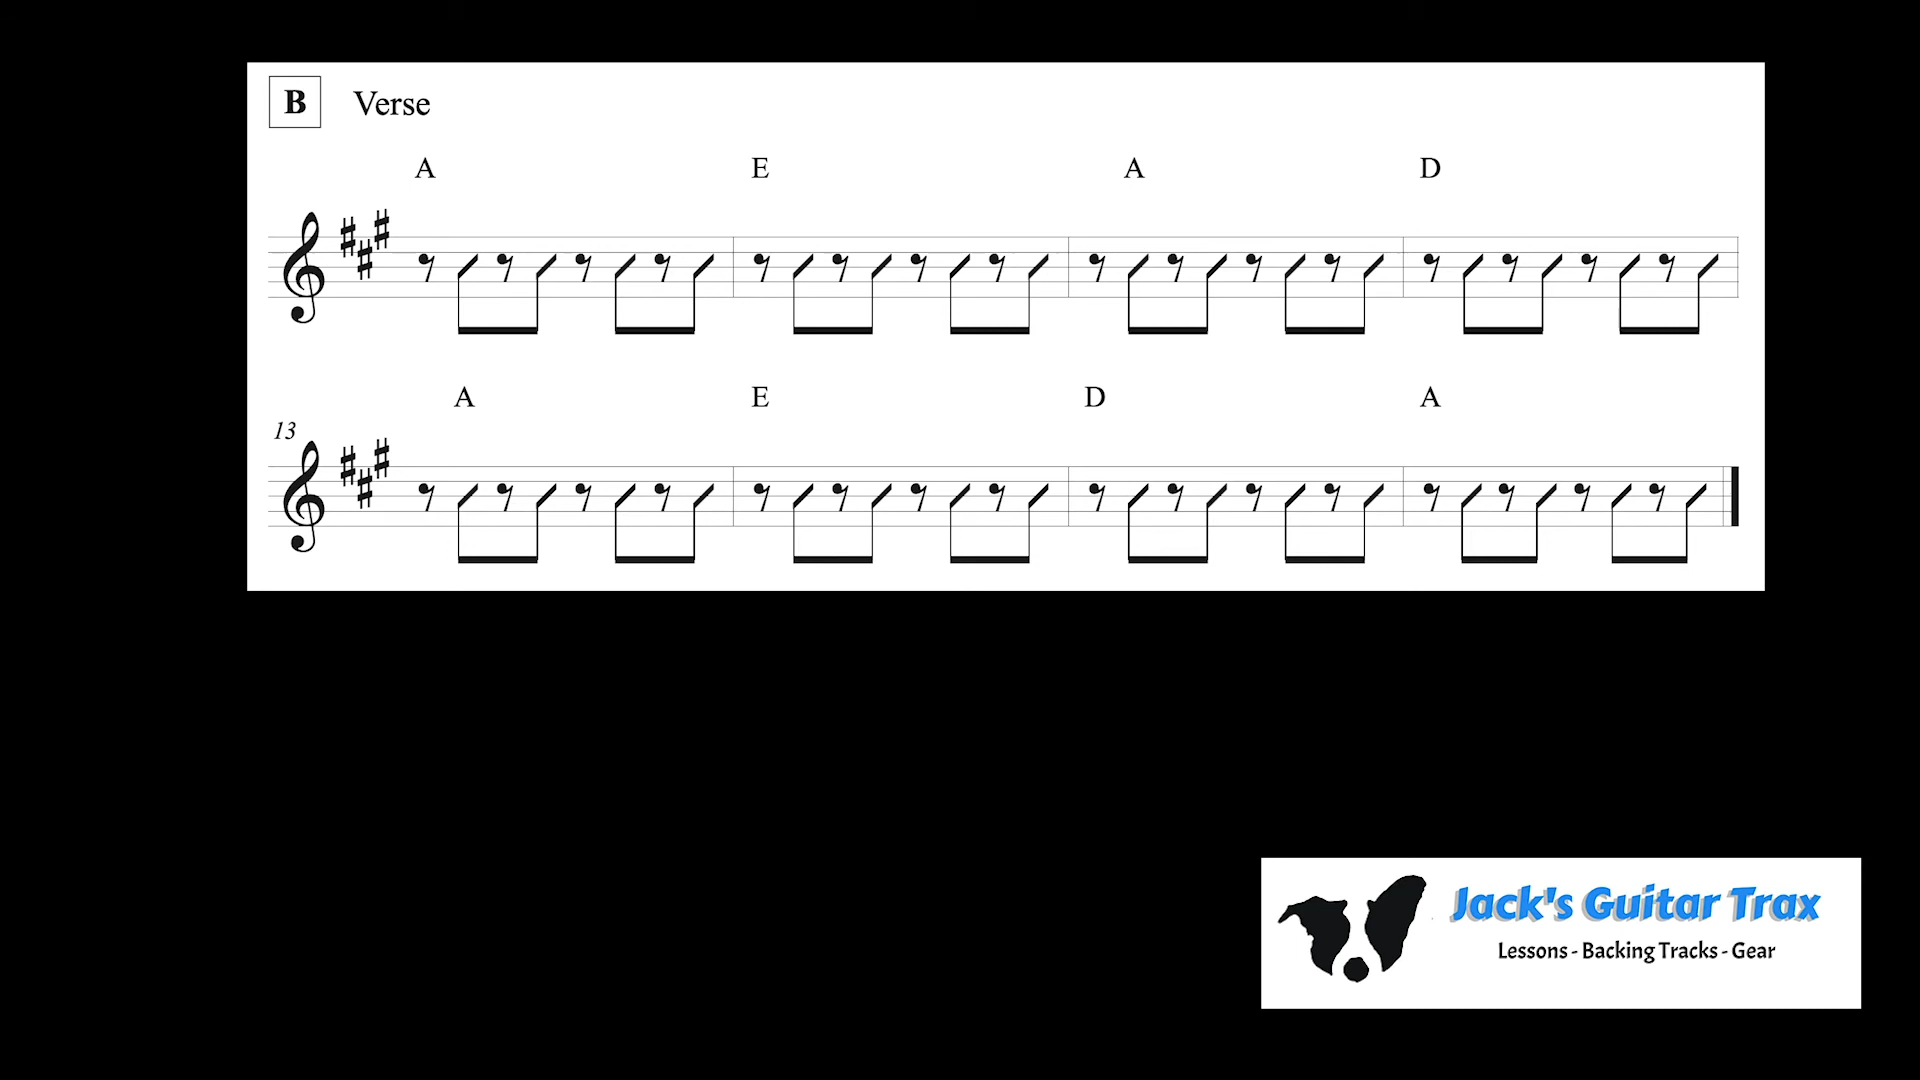 B Verse
A E A D
13
A E D A
Jack's Guitar Trax
Lessons - Backing Tracks - Gear